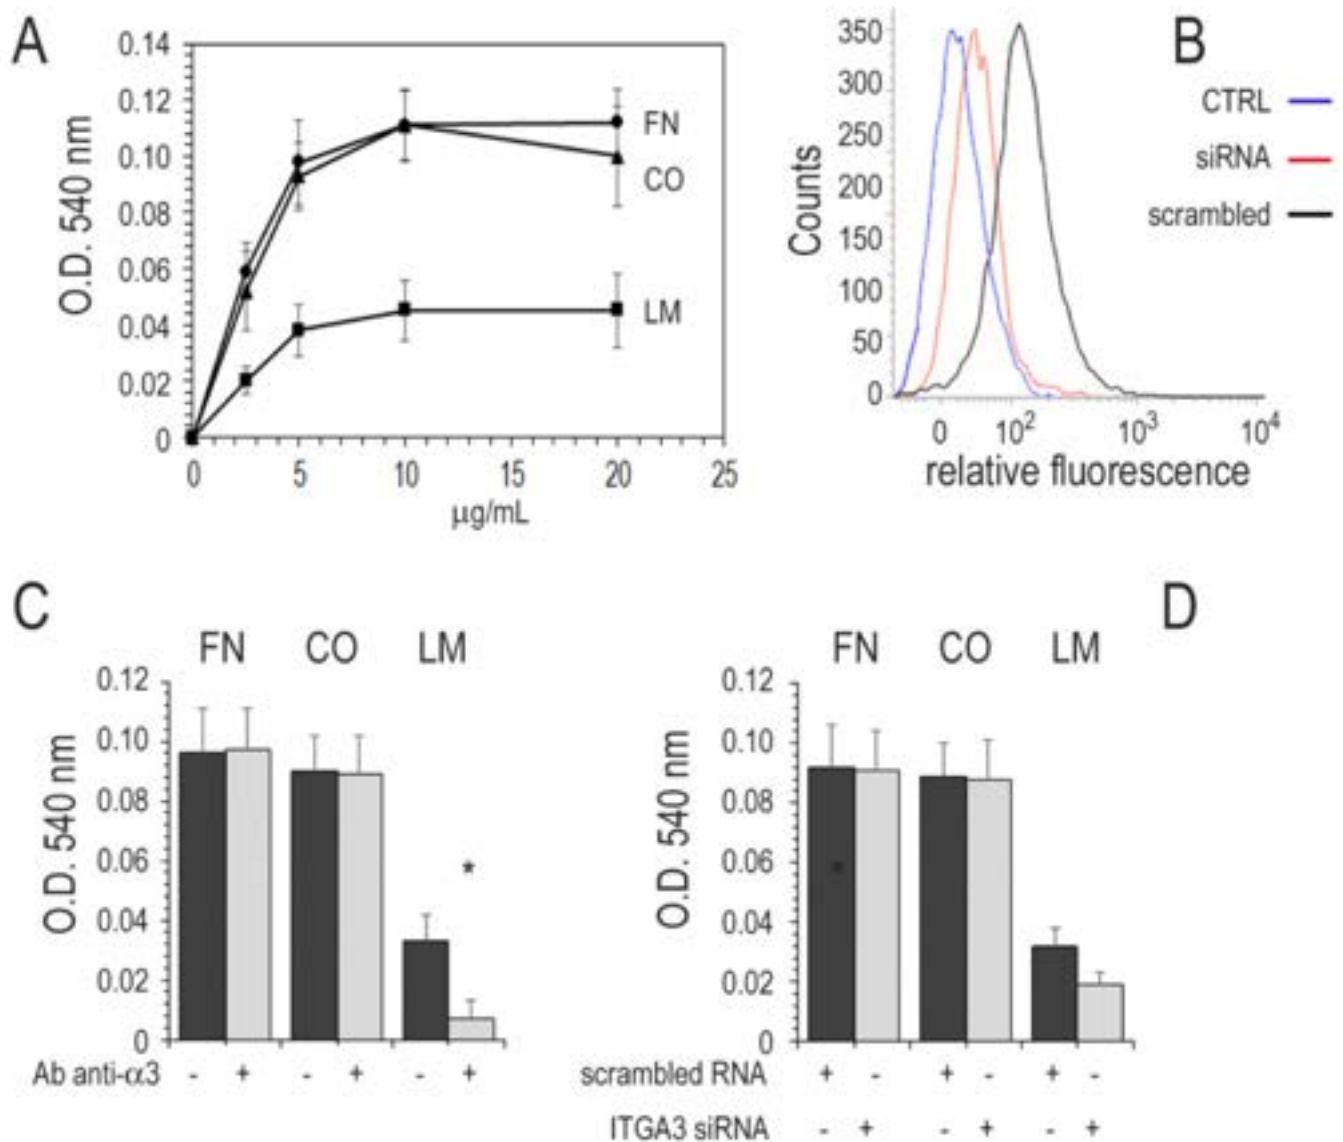 A
0.14
0.12
0.10
0.08
0.06
0.04
0.02
0
O.D. 540 nm
0 5 10 15 20 25
μg/mL
FN
CO
LM
B
350
300
250
200
150
100
50
0
Counts
0 10² 10³ 10⁴
relative fluorescence
CTRL
siRNA
scrambled
C
FN CO LM
0.12
0.10
0.08
0.06
0.04
0.02
0
O.D. 540 nm
*
Ab anti-α3 - + - + - +
D
FN CO LM
0.12
0.10
0.08
0.06
0.04
0.02
0
O.D. 540 nm
*
scrambled RNA + - + - + -
ITGA3 siRNA - + - + - +